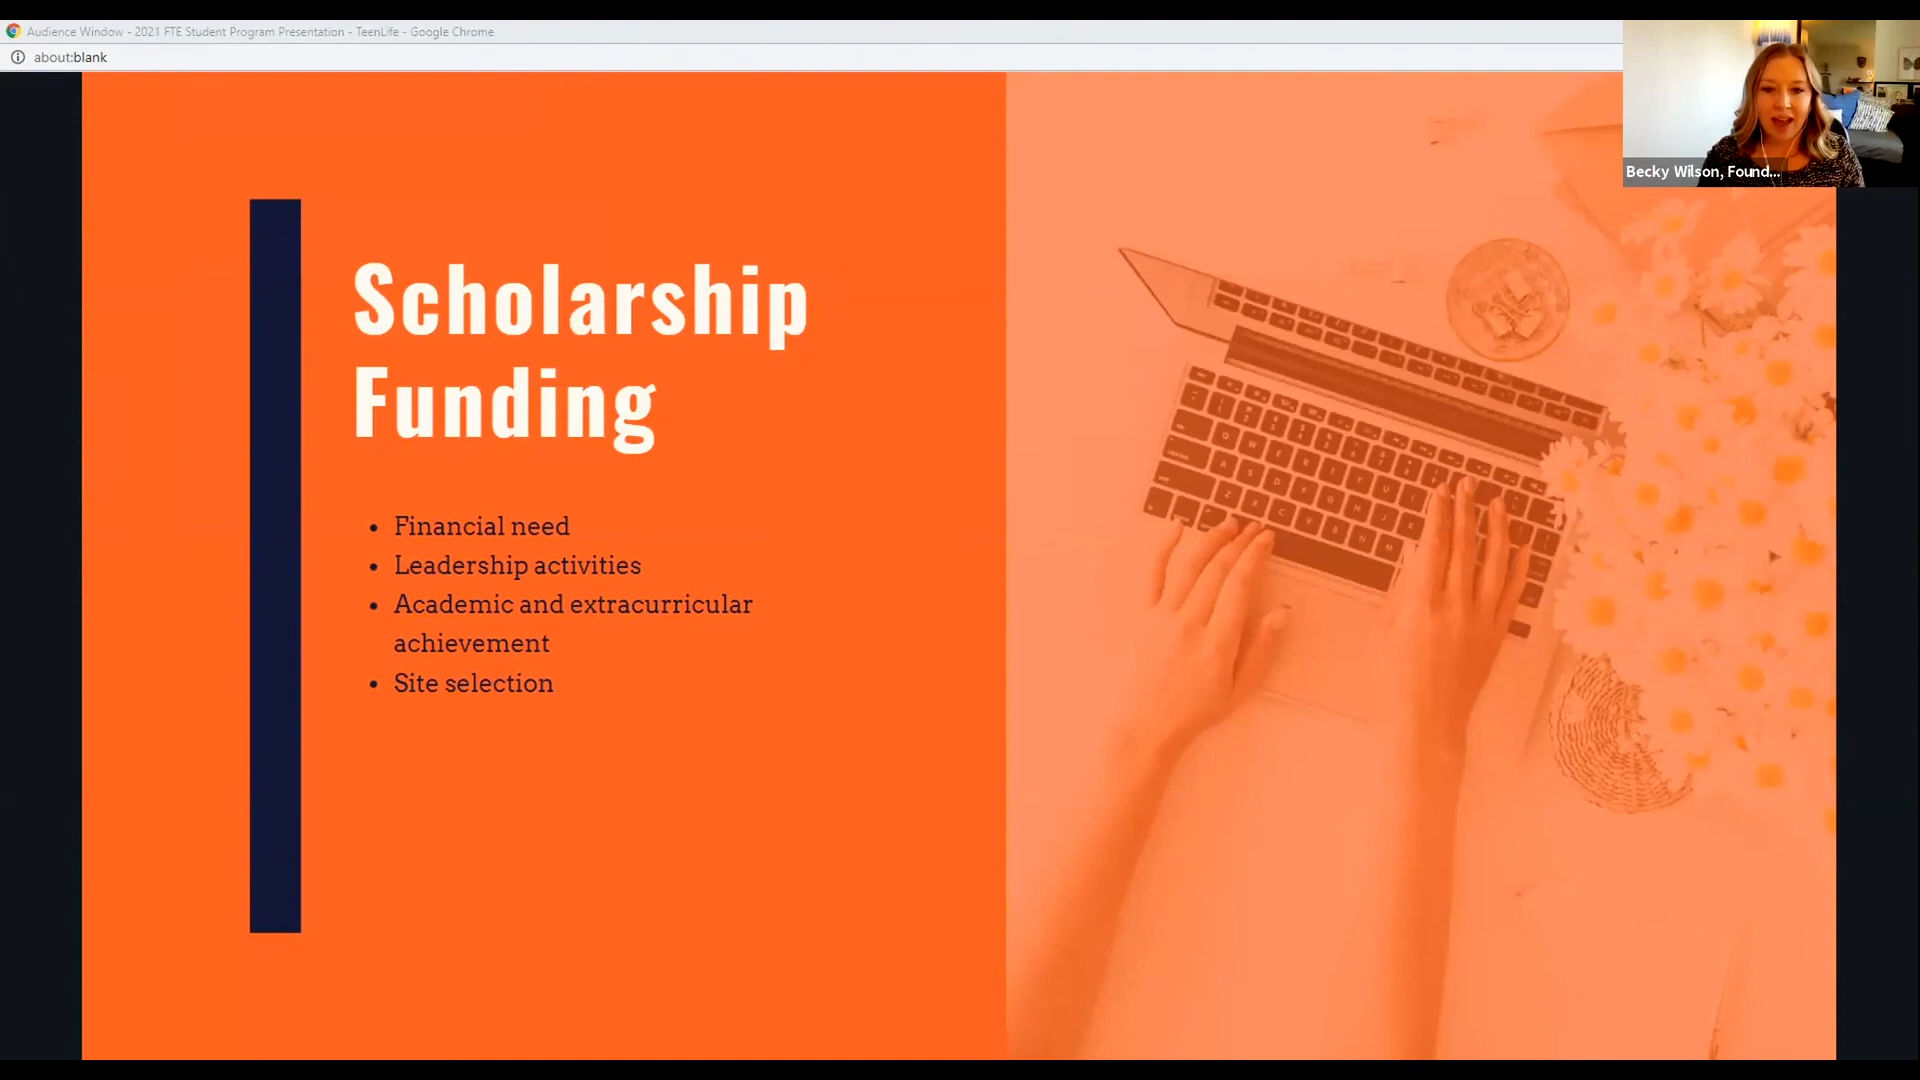 Audience Window - 2021 FTE Student Program Presentation - TeenLife - Google Chrome
about:blank
Becky Wilson, Found...
Scholarship
Funding
• Financial need
• Leadership activities
• Academic and extracurricular
achievement
• Site selection